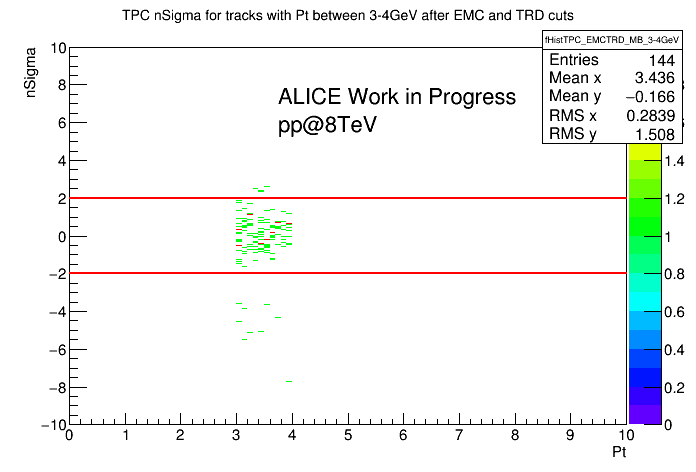 TPC nSigma for tracks with Pt between 3-4GeV after EMC and TRD cuts
fHistTPC_EMCTRD_MB_3-4GeV
Entries 144
Mean x 3.436
Mean y −0.166
RMS x 0.2839
RMS y 1.508
nSigma
ALICE Work in Progress
pp@8TeV
10
8
6
4
2
0
−2
−4
−6
−8
−10
0 1 2 3 4 5 6 7 8 9 10
Pt
1.4
1.2
1
0.8
0.6
0.4
0.2
0